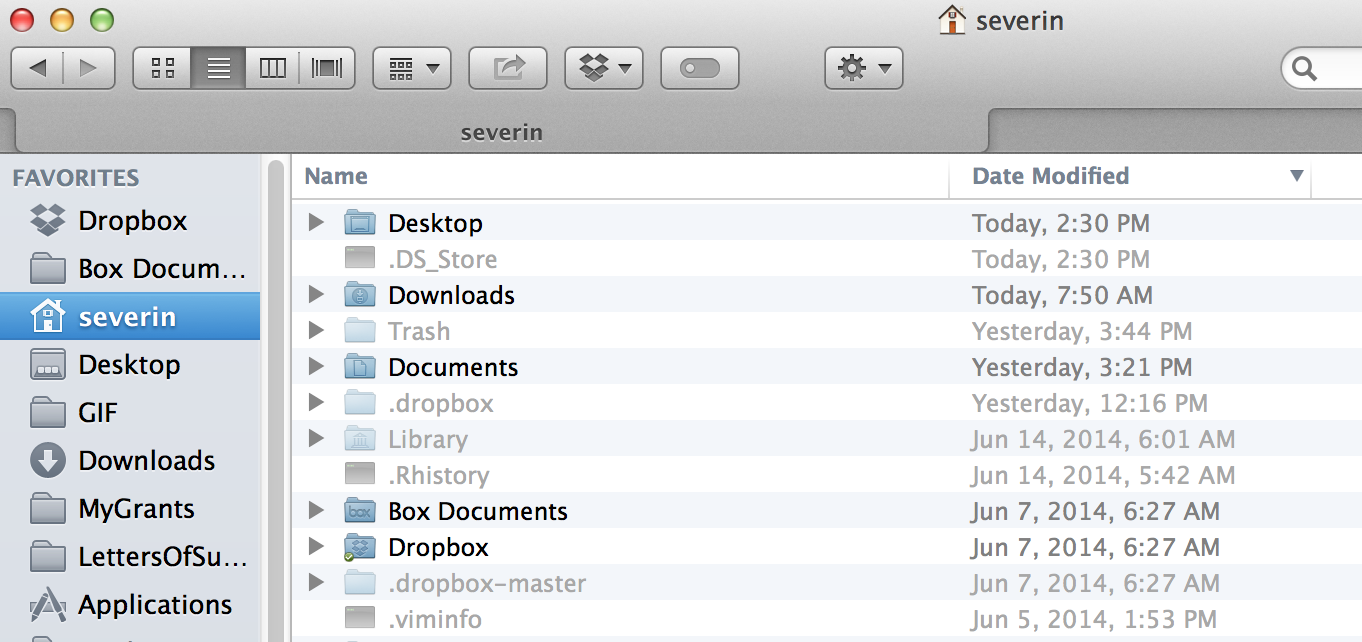 severin
severin
FAVORITES
Dropbox
Box Docum...
severin
Desktop
GIF
Downloads
MyGrants
LettersOfSu...
Applications
Name Date Modified
Desktop Today, 2:30 PM
.DS_Store Today, 2:30 PM
Downloads Today, 7:50 AM
Trash Yesterday, 3:44 PM
Documents Yesterday, 3:21 PM
.dropbox Yesterday, 12:16 PM
Library Jun 14, 2014, 6:01 AM
.Rhistory Jun 14, 2014, 5:42 AM
box Box Documents Jun 7, 2014, 6:27 AM
Dropbox Jun 7, 2014, 6:27 AM
.dropbox-master Jun 7, 2014, 6:27 AM
.viminfo Jun 5, 2014, 1:53 PM